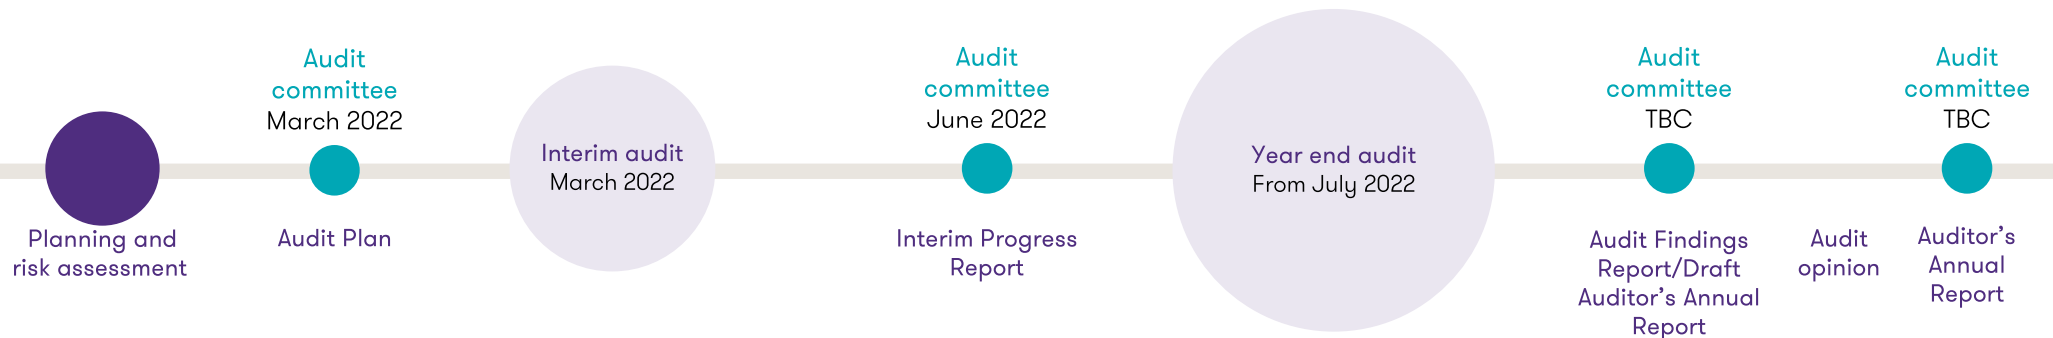 Planning and
risk assessment
Audit
committee
March 2022
Audit Plan
Interim audit
March 2022
Audit
committee
June 2022
Interim Progress
Report
Year end audit
From July 2022
Audit
committee
TBC
Audit Findings
Report/Draft
Auditor’s Annual
Report
Audit
opinion
Audit
committee
TBC
Auditor’s
Annual
Report